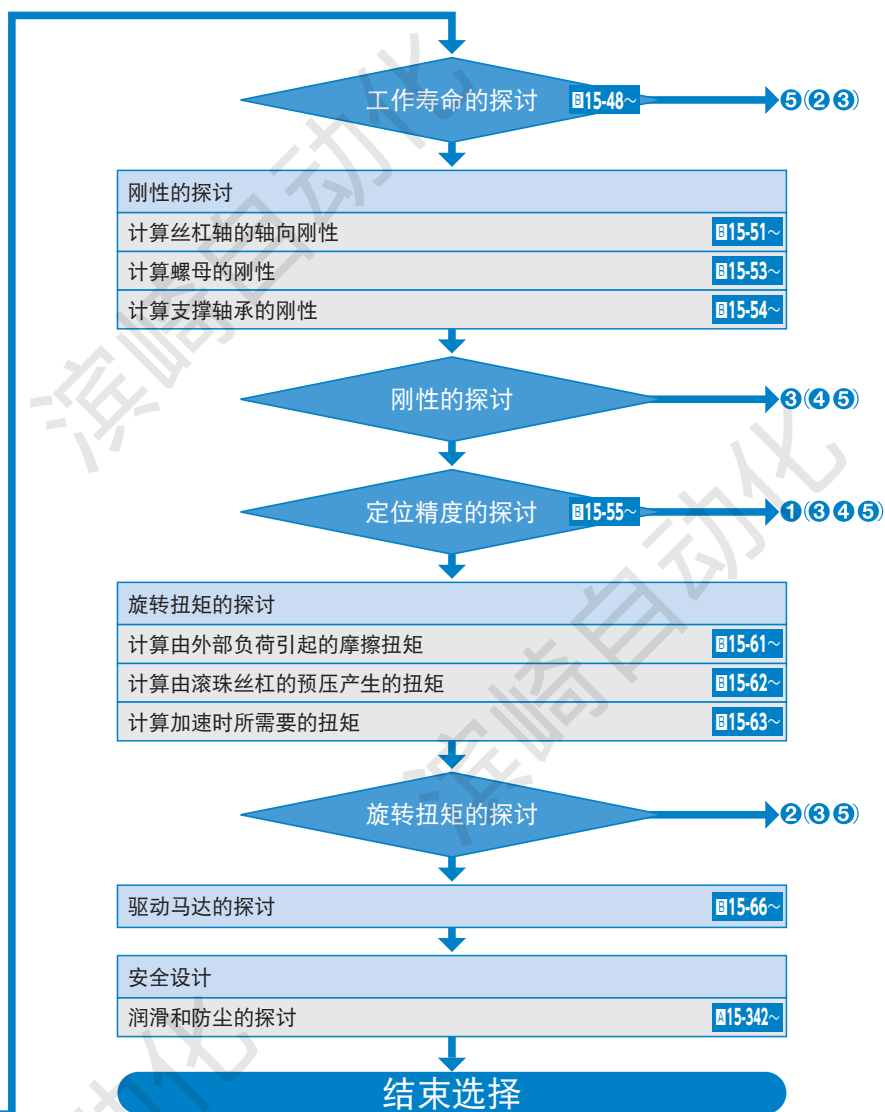 工作寿命的探讨 B15-48~ ❺(❷❸)
刚性的探讨
计算丝杠轴的轴向刚性 B15-51~
计算螺母的刚性 B15-53~
计算支撑轴承的刚性 B15-54~
刚性的探讨 ❸(❹❺)
定位精度的探讨 B15-55~ ❶(❸❹❺)
旋转扭矩的探讨
计算由外部负荷引起的摩擦扭矩 B15-61~
计算由滚珠丝杠的预压产生的扭矩 B15-62~
计算加速时所需要的扭矩 B15-63~
旋转扭矩的探讨 ❷(❸❺)
驱动马达的探讨 B15-66~
安全设计
润滑和防尘的探讨 A15-342~
结束选择
滨崎自动化
滨崎自动化
动化